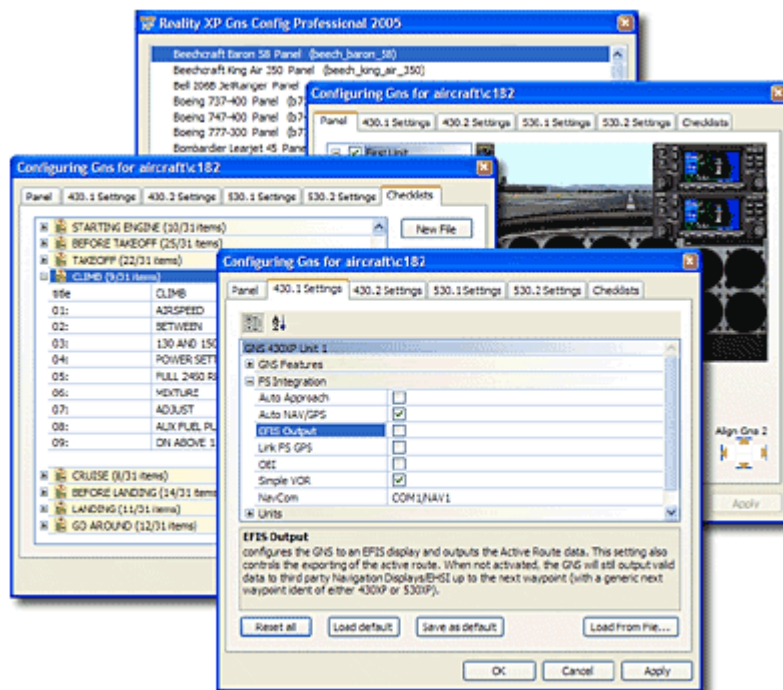 Reality XP Gns Config Professional 2005
Beechcraft Baron 58 Panel (beech_baron_58)
Beechcraft King Air 350 Panel (beech_king_air_350)
Bell 206B JetRanger Panel
Boeing 737-400 Panel
Boeing 747-400 Panel
Boeing 777-300 Panel
Bombardier Learjet 45
Configuring Gns for aircraft\c182
Panel 430.1 Settings 430.2 Settings 530.1 Settings 530.2 Settings Checklists
First Unit
Align Gns 2
Apply
Configuring Gns for aircraft\c182
Panel 430.1 Settings 430.2 Settings 530.1 Settings 530.2 Settings Checklists
STARTING ENGINE (10/31 items)
New File
BEFORE TAKEOFF (25/31 items)
TAKEOFF (22/31 items)
CLIMB (9/31 items)
title CLIMB
01: AIRSPEED
02: BETWEEN
03: 130 AND
04: POWER
05: FULL 2400
06: MIXTURE
07: ADJUST
08: AUX FUEL
09: ON ABOVE
CRUISE (8/31 items)
BEFORE LANDING (14/31 items)
LANDING (11/31 items)
GO AROUND (12/31 items)
Configuring Gns for aircraft\c182
Panel 430.1 Settings 430.2 Settings 530.1 Settings 530.2 Settings Checklists
GNS 430XP Unit 1
GNS Features
FS Integration
Auto Approach
Auto NAV/GPS
EFIS Output
Link FS GPS
OBI
Simple VOR
NavCom COM1/NAV1
Units
EFIS Output
configures the GNS to an EFIS display and outputs the Active Route data. This setting also
controls the exporting of the active route. When not activated, the GNS will still output valid
data to third party Navigation Displays/EHSI up to the next waypoint (with a generic next
waypoint ident of either 430XP or 530XP).
Reset all Load default Save as default Load From File...
OK Cancel Apply